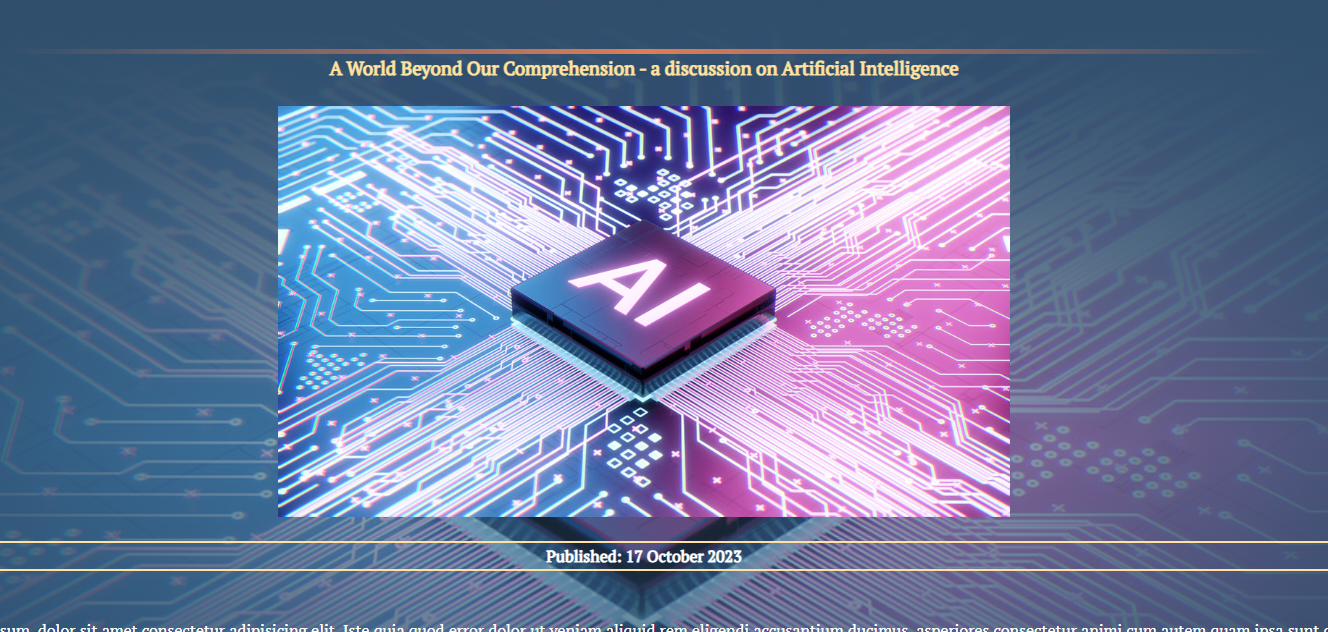 A World Beyond Our Comprehension - a discussion on Artificial Intelligence
AI
Published: 17 October 2023
sum, dolor sit amet consectetur adipisicing elit. Iste quia quod error dolor ut veniam aliquid rem eligendi accusantium ducimus, asperiores consectetur animi cum autem quam ipsa sunt